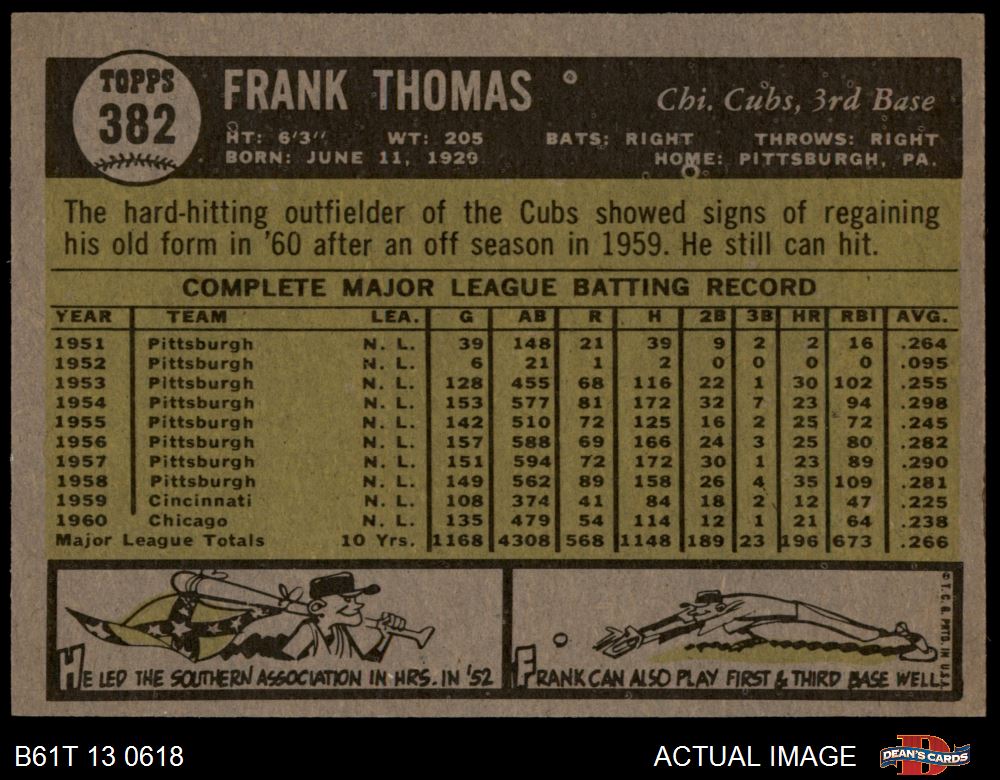 TOPPS
382
FRANK THOMAS
Chi. Cubs, 3rd Base
HT: 6'3" WT: 205 BATS: RIGHT THROWS: RIGHT
BORN: JUNE 11, 1929 HOME: PITTSBURGH, PA.
The hard-hitting outfielder of the Cubs showed signs of regaining
his old form in '60 after an off season in 1959. He still can hit.
COMPLETE MAJOR LEAGUE BATTING RECORD
YEAR TEAM LEA. G AB R H 2B 3B HR RBI AVG.
1951 Pittsburgh N. L. 39 148 21 39 9 2 2 16 .264
1952 Pittsburgh N. L. 6 21 1 2 0 0 0 0 .095
1953 Pittsburgh N. L. 128 455 68 116 22 1 30 102 .255
1954 Pittsburgh N. L. 153 577 81 172 32 7 23 94 .298
1955 Pittsburgh N. L. 142 510 72 125 16 2 25 72 .245
1956 Pittsburgh N. L. 157 588 69 166 24 3 25 80 .282
1957 Pittsburgh N. L. 151 594 72 172 30 1 23 89 .290
1958 Pittsburgh N. L. 149 562 89 158 26 4 35 109 .281
1959 Cincinnati N. L. 108 374 41 84 18 2 12 47 .225
1960 Chicago N. L. 135 479 54 114 12 1 21 64 .238
Major League Totals 10 Yrs. 1168 4308 568 1148 189 23 196 673 .266
HE LED THE SOUTHERN ASSOCIATION IN HRS. IN '52
FRANK CAN ALSO PLAY FIRST & THIRD BASE WELL.
© T.C.G. PRTD. IN U.S.A.
B61T 13 0618
ACTUAL IMAGE
D
DEAN'S CARDS